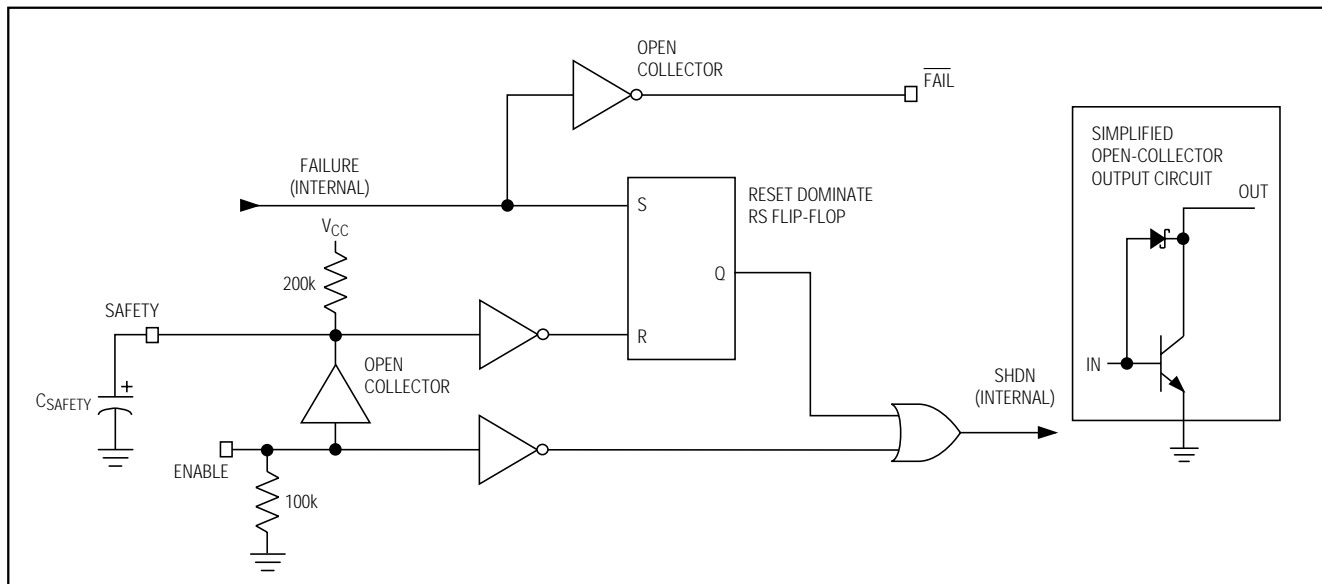 OPEN
COLLECTOR
FAIL
SIMPLIFIED
OPEN-COLLECTOR
OUTPUT CIRCUIT
OUT
IN
FAILURE
(INTERNAL)
S
RESET DOMINATE
RS FLIP-FLOP
Q
R
VCC
200k
SAFETY
OPEN
COLLECTOR
CSAFETY
+
SHDN
(INTERNAL)
ENABLE
100k